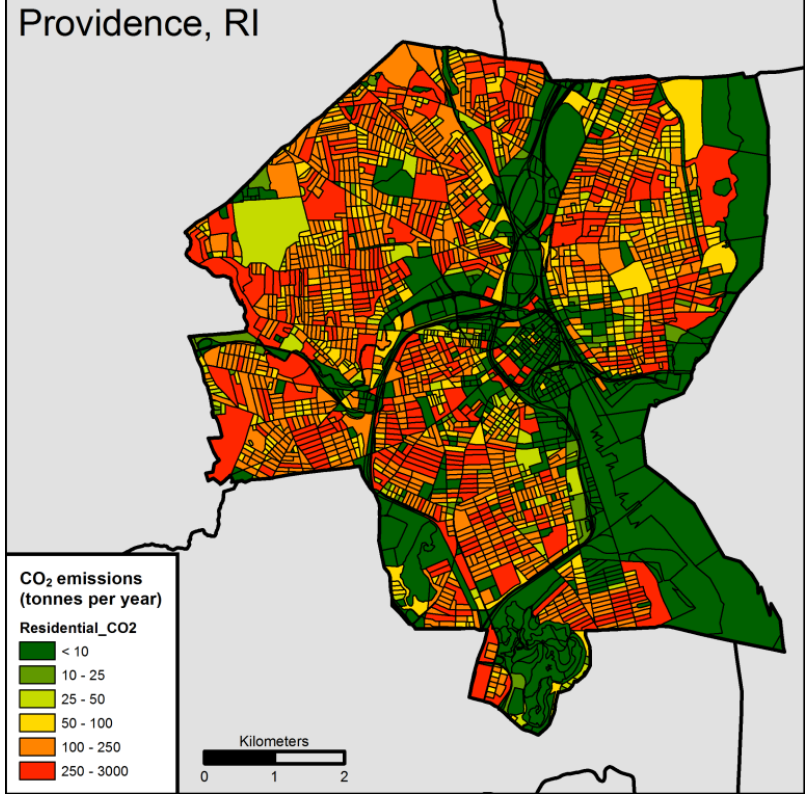 Providence, RI
CO₂ emissions
(tonnes per year)
Residential_CO2
< 10
10 - 25
25 - 50
50 - 100
100 - 250
250 - 3000
Kilometers
0 1 2